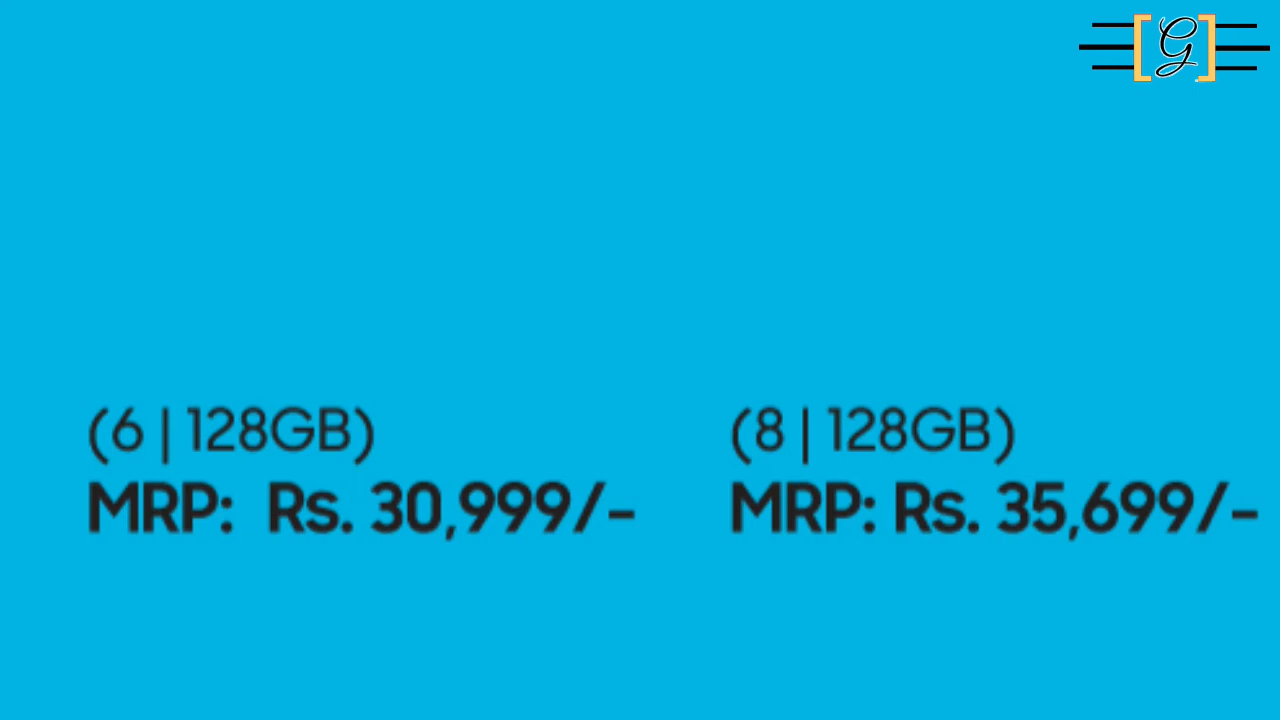 G
(6 | 128GB)
MRP: Rs. 30,999/-
(8 | 128GB)
MRP: Rs. 35,699/-